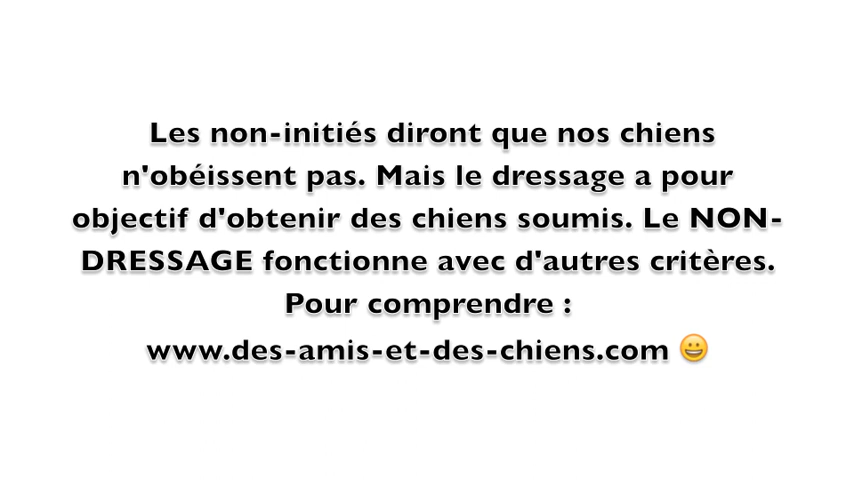 Les non-initiés diront que nos chiens
n'obéissent pas. Mais le dressage a pour
objectif d'obtenir des chiens soumis. Le NON-
DRESSAGE fonctionne avec d'autres critères.
Pour comprendre :
www.des-amis-et-des-chiens.com 😀